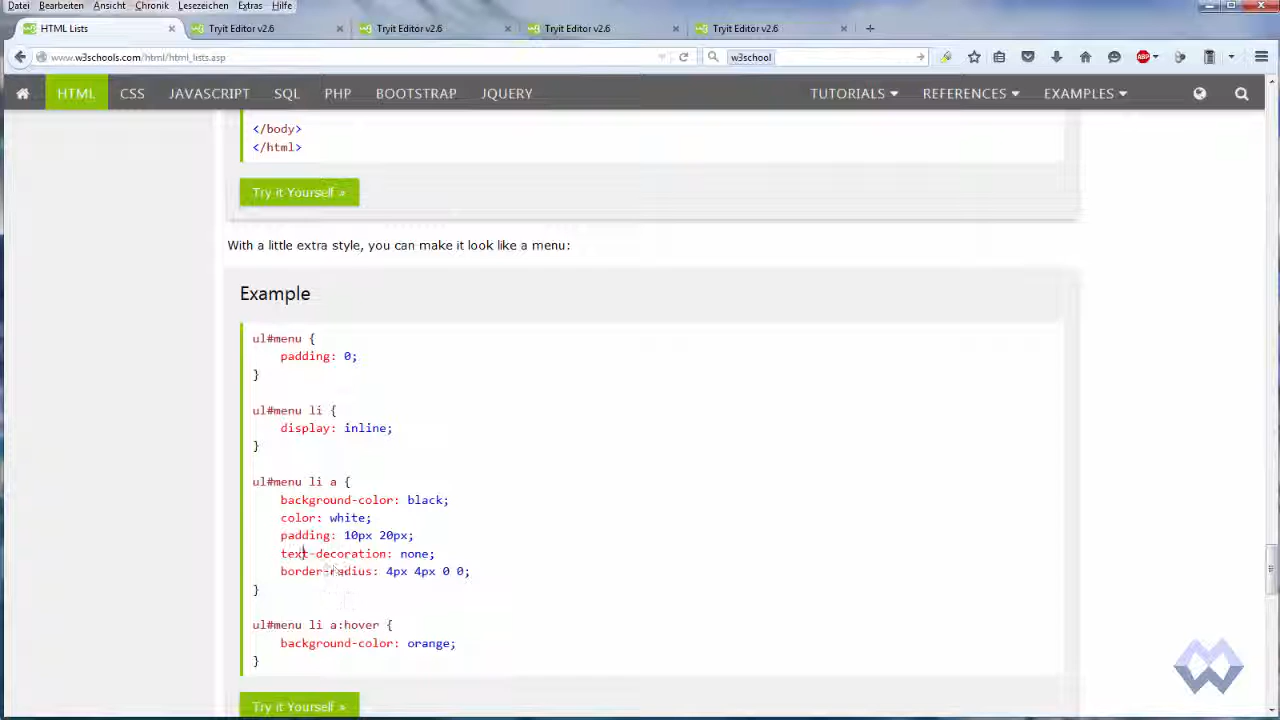 Datei Bearbeiten Ansicht Chronik Lesezeichen Extras Hilfe
HTML Lists Tryit Editor v2.6 Tryit Editor v2.6 Tryit Editor v2.6 Tryit Editor v2.6
www.w3schools.com/html/html_lists.asp w3school
HTML CSS JAVASCRIPT SQL PHP BOOTSTRAP JQUERY TUTORIALS REFERENCES EXAMPLES
</body>
</html>
Try it Yourself »
With a little extra style, you can make it look like a menu:
Example
ul#menu {
padding: 0;
}
ul#menu li {
display: inline;
}
ul#menu li a {
background-color: black;
color: white;
padding: 10px 20px;
text-decoration: none;
border-radius: 4px 4px 0 0;
}
ul#menu li a:hover {
background-color: orange;
}
Try it Yourself »